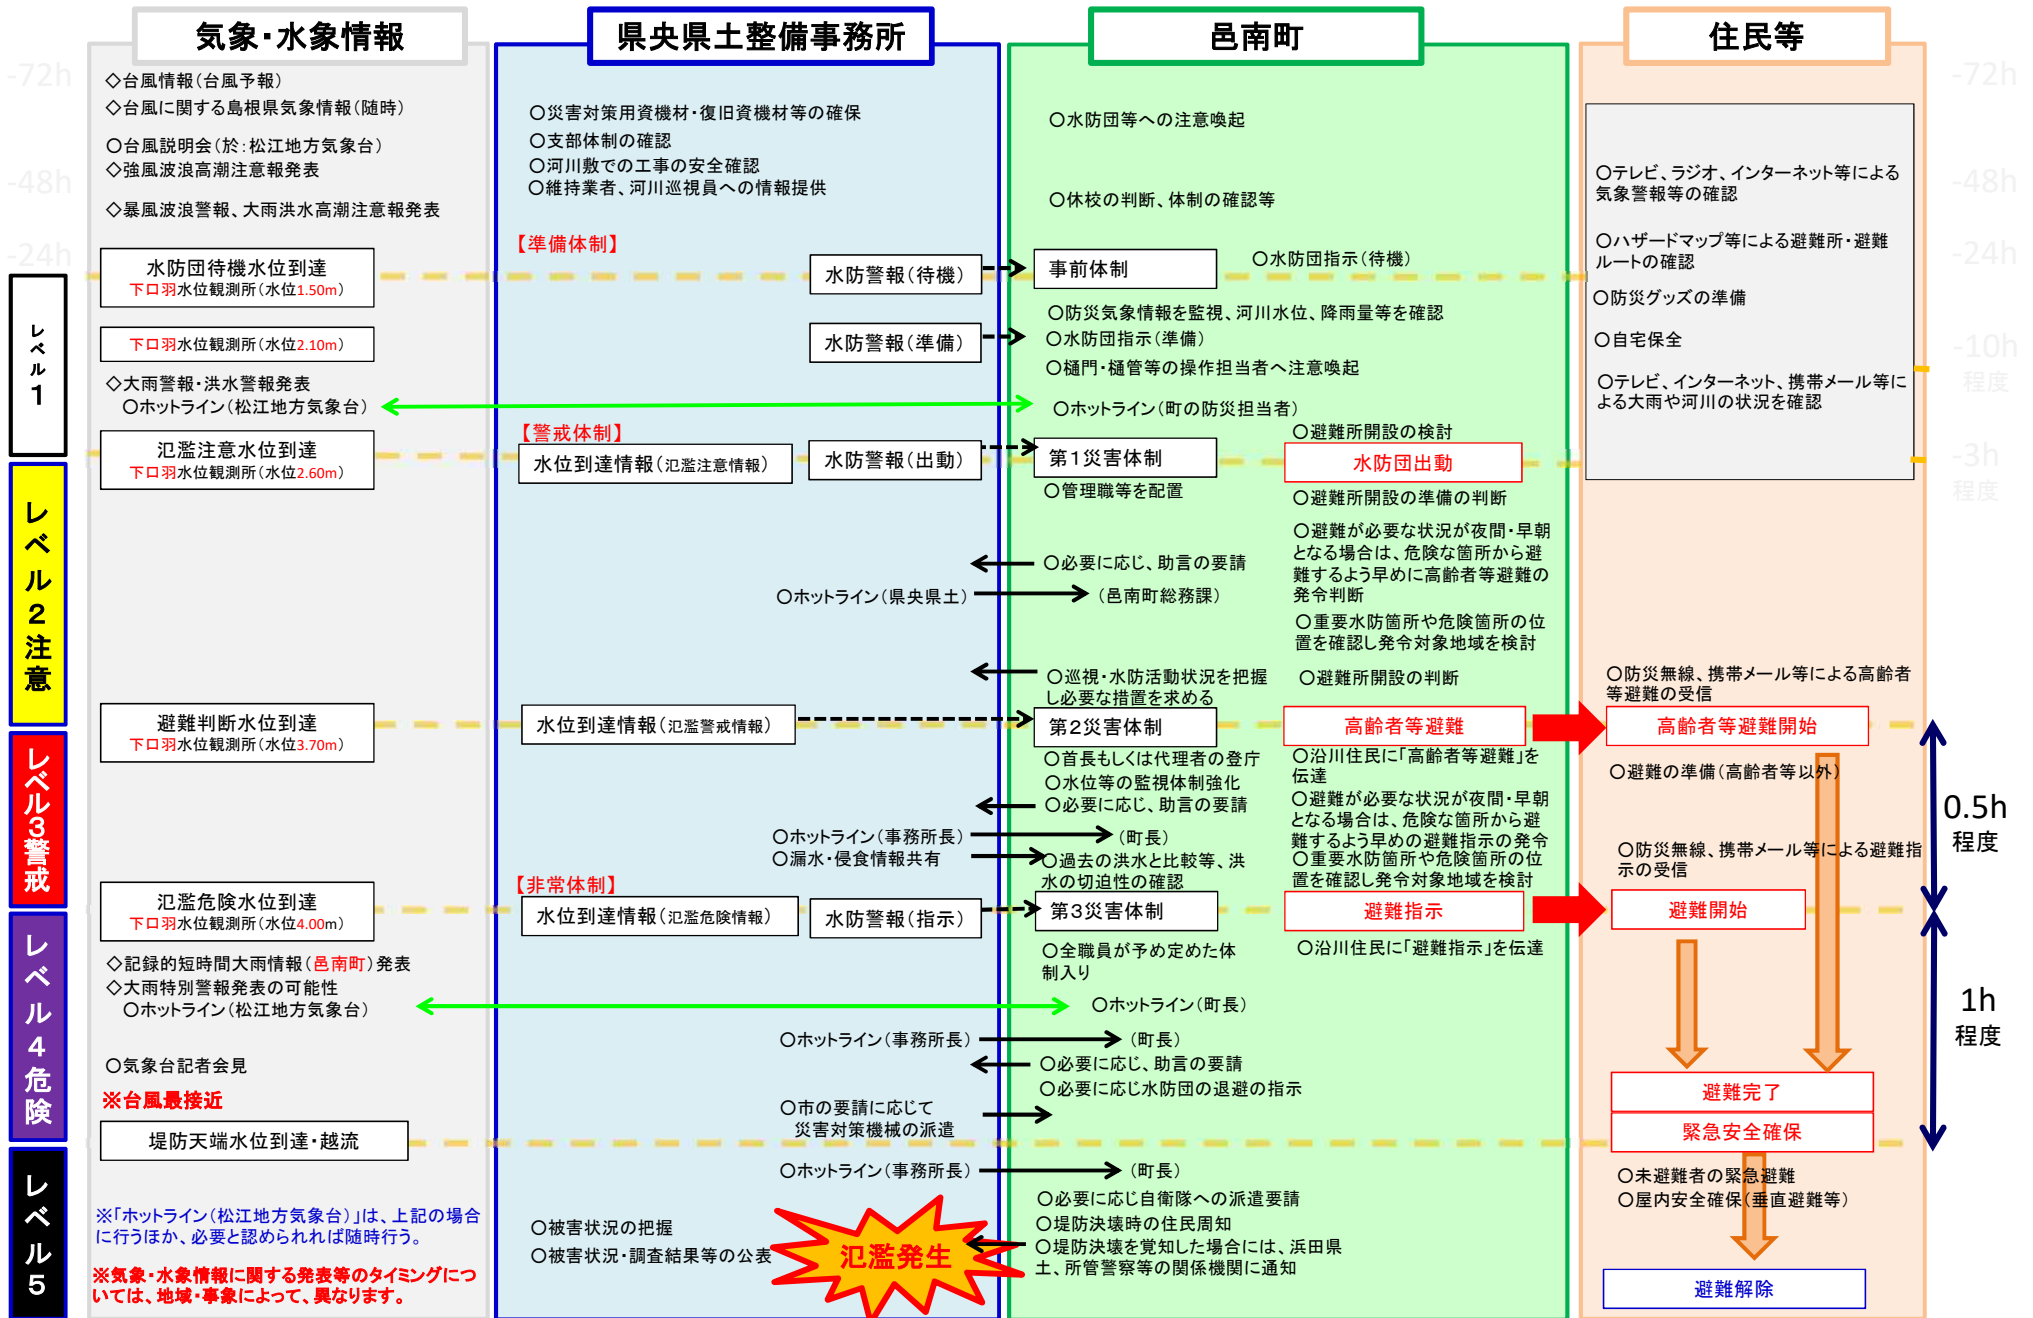 気象・水象情報
県央県土整備事務所
邑南町
住民等
-72h
-48h
-24h
レベル1
レベル2注意
レベル3警戒
レベル4危険
レベル5
◇台風情報(台風予報)
◇台風に関する島根県気象情報(随時)
○台風説明会(於:松江地方気象台)
◇強風波浪高潮注意報発表
◇暴風波浪警報、大雨洪水高潮注意報発表
水防団待機水位到達
下口羽水位観測所(水位1.50m)
下口羽水位観測所(水位2.10m)
◇大雨警報・洪水警報発表
○ホットライン(松江地方気象台)
氾濫注意水位到達
下口羽水位観測所(水位2.60m)
避難判断水位到達
下口羽水位観測所(水位3.70m)
氾濫危険水位到達
下口羽水位観測所(水位4.00m)
◇記録的短時間大雨情報(邑南町)発表
◇大雨特別警報発表の可能性
○ホットライン(松江地方気象台)
○気象台記者会見
※台風最接近
堤防天端水位到達・越流
※「ホットライン(松江地方気象台)」は、上記の場合
に行うほか、必要と認められれば随時行う。
※気象・水象情報に関する発表等のタイミングにつ
いては、地域・事象によって、異なります。
○災害対策用資機材・復旧資機材等の確保
○支部体制の確認
○河川敷での工事の安全確認
○維持業者、河川巡視員への情報提供
【準備体制】
水防警報(待機)
水防警報(準備)
【警戒体制】
水位到達情報(氾濫注意情報)
水防警報(出動)
○ホットライン(県央県土)
水位到達情報(氾濫警戒情報)
○ホットライン(事務所長)
○漏水・侵食情報共有
【非常体制】
水位到達情報(氾濫危険情報)
水防警報(指示)
○ホットライン(事務所長)
○市の要請に応じて
災害対策機械の派遣
○ホットライン(事務所長)
○被害状況の把握
○被害状況・調査結果等の公表
氾濫発生
○水防団等への注意喚起
○休校の判断、体制の確認等
事前体制
○水防団指示(待機)
○防災気象情報を監視、河川水位、降雨量等を確認
○水防団指示(準備)
○樋門・樋管等の操作担当者へ注意喚起
○ホットライン(町の防災担当者)
第1災害体制
○管理職等を配置
○避難所開設の検討
水防団出動
○避難所開設の準備の判断
○避難が必要な状況が夜間・早朝
となる場合は、危険な箇所から避
難するよう早めに高齢者等避難の
発令判断
○必要に応じ、助言の要請
(邑南町総務課)
○重要水防箇所や危険箇所の位
置を確認し発令対象地域を検討
○巡視・水防活動状況を把握
し必要な措置を求める
○避難所開設の判断
第2災害体制
高齢者等避難
○首長もしくは代理者の登庁
○水位等の監視体制強化
○必要に応じ、助言の要請
(町長)
○過去の洪水と比較等、洪
水の切迫性の確認
○沿川住民に「高齢者等避難」を
伝達
○避難が必要な状況が夜間・早朝
となる場合は、危険な箇所から避
難するよう早めの避難指示の発令
○重要水防箇所や危険箇所の位
置を確認し発令対象地域を検討
第3災害体制
避難指示
○全職員が予め定めた体
制入り
○沿川住民に「避難指示」を伝達
○ホットライン(町長)
(町長)
○必要に応じ、助言の要請
○必要に応じ水防団の退避の指示
(町長)
○必要に応じ自衛隊への派遣要請
○堤防決壊時の住民周知
○堤防決壊を覚知した場合には、浜田県
土、所管警察等の関係機関に通知
○テレビ、ラジオ、インターネット等による
気象警報等の確認
○ハザードマップ等による避難所・避難
ルートの確認
○防災グッズの準備
○自宅保全
○テレビ、インターネット、携帯メール等に
よる大雨や河川の状況を確認
○防災無線、携帯メール等による高齢者
等避難の受信
高齢者等避難開始
○避難の準備(高齢者等以外)
○防災無線、携帯メール等による避難指
示の受信
避難開始
避難完了
緊急安全確保
○未避難者の緊急避難
○屋内安全確保(垂直避難等)
避難解除
-72h
-48h
-24h
-10h
程度
-3h
程度
0.5h
程度
1h
程度